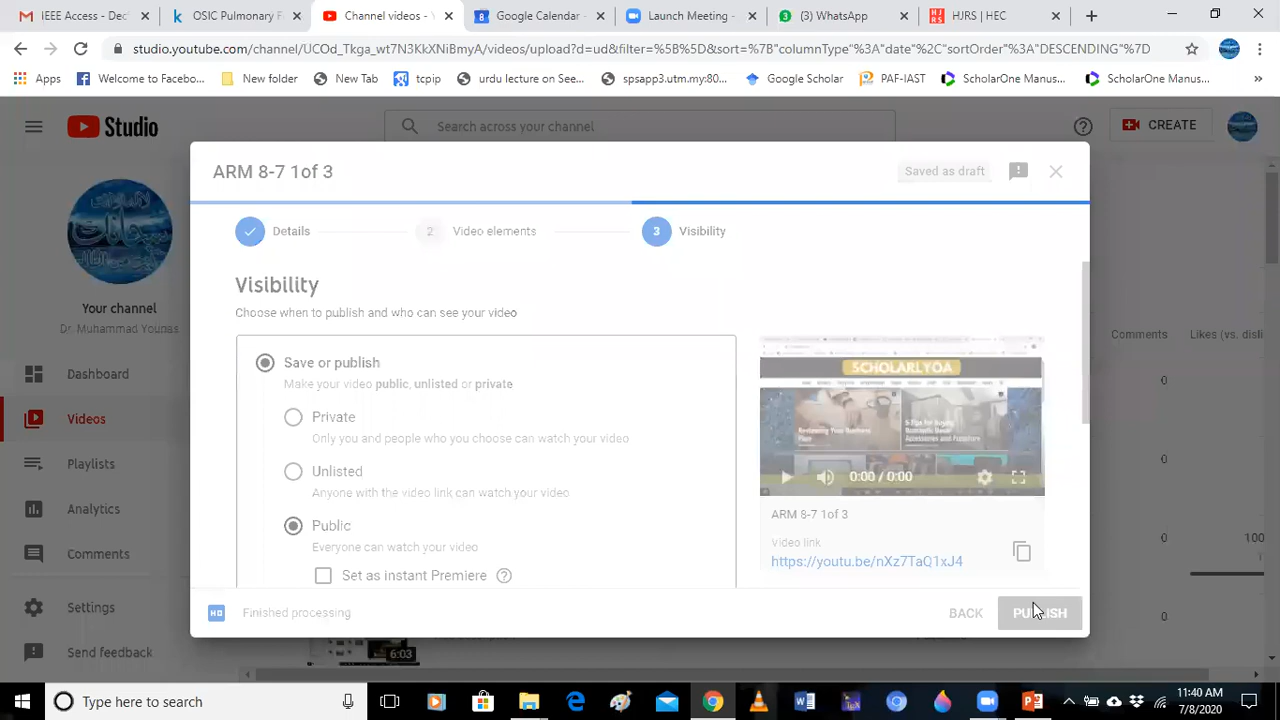 IEEE Access - Dec
OSIC Pulmonary F
Channel videos - Y
Google Calendar -
Launch Meeting -
(3) WhatsApp
HJRS | HEC
studio.youtube.com/channel/UCOd_Tkga_wt7N3KkXNiBmyA/videos/upload?d=ud&filter=%5B%5D&sort=%7B"columnType"%3A"date"%2C"sortOrder"%3A"DESCENDING"%7D
Apps
Welcome to Facebo...
New folder
New Tab
tcpip
urdu lecture on See...
spsapp3.utm.my:80...
Google Scholar
PAF-IAST
ScholarOne Manus...
ScholarOne Manus...
Studio
Search across your channel
CREATE
ARM 8-7 1of 3
Saved as draft
Details
2 Video elements
3 Visibility
Your channel
Dr. Muhammad Younas
Dashboard
Videos
Playlists
Analytics
Comments
Settings
Send feedback
Visibility
Choose when to publish and who can see your video
Save or publish
Make your video public, unlisted or private
Private
Only you and people who you choose can watch your video
Unlisted
Anyone with the video link can watch your video
Public
Everyone can watch your video
Set as instant Premiere
SCHOLARLYOA
0:00 / 0:00
ARM 8-7 1of 3
Video link
https://youtu.be/nXz7TaQ1xJ4
HD Finished processing
BACK
PUBLISH
Comments
Likes (vs. disli
0
0
0
100
0
0
6:03
Type here to search
:40 AM
7/8/2020